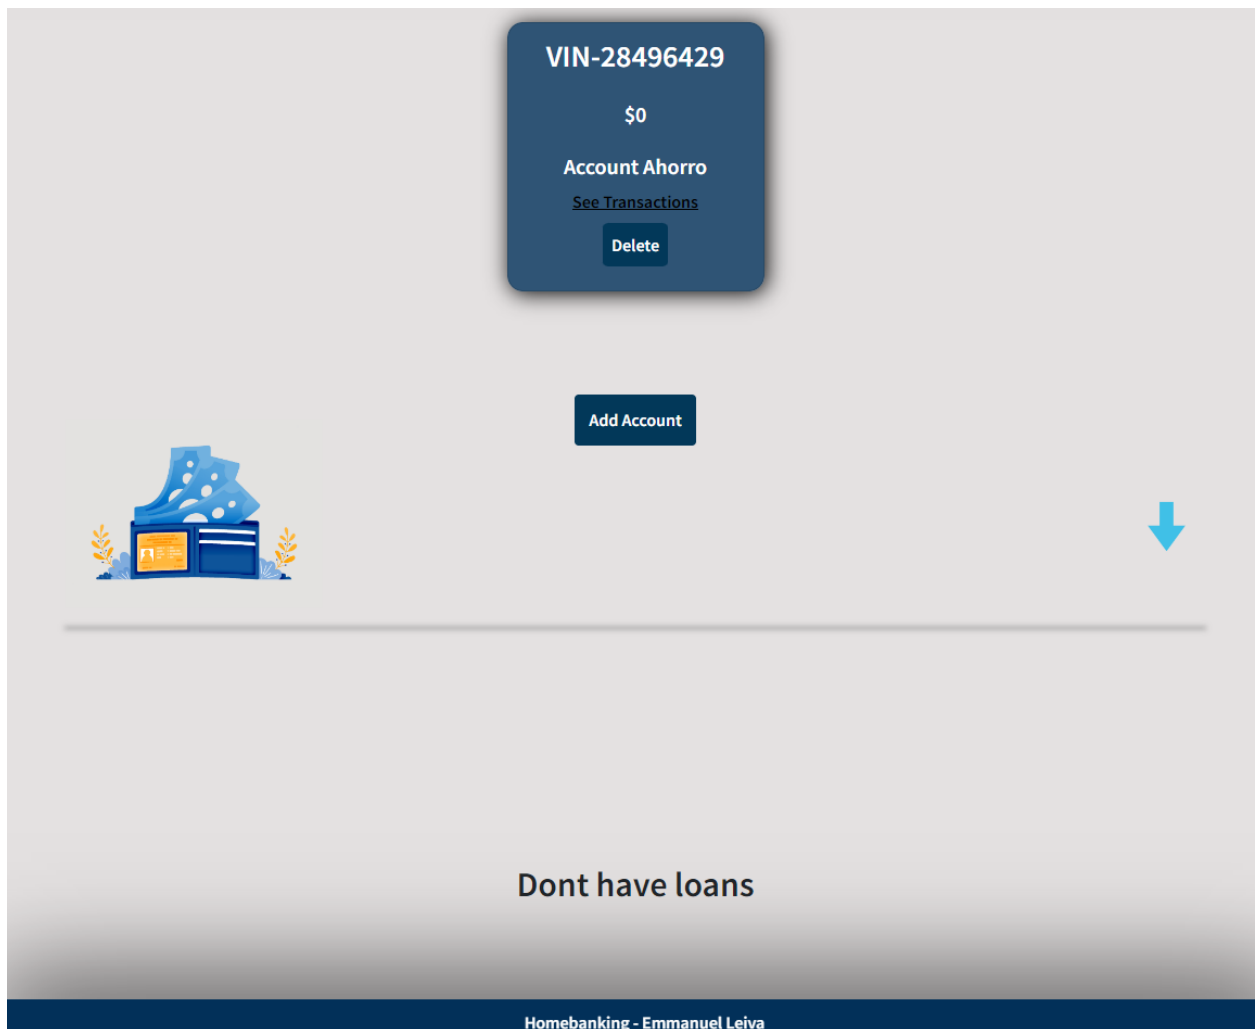 VIN-28496429
$0
Account Ahorro
See Transactions
Delete
Add Account
Dont have loans
Homebanking - Emmanuel Leiva